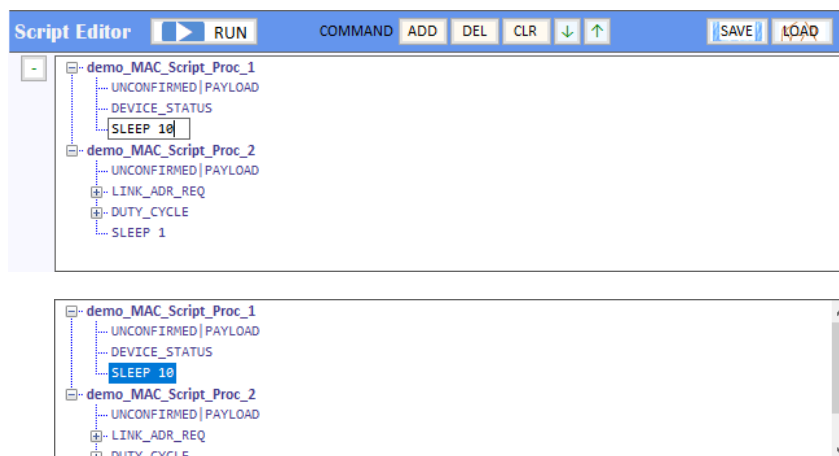 Script Editor RUN COMMAND ADD DEL CLR ↓ ↑ SAVE LOAD
-
demo_MAC_Script_Proc_1
UNCONFIRMED|PAYLOAD
DEVICE_STATUS
SLEEP 10
demo_MAC_Script_Proc_2
UNCONFIRMED|PAYLOAD
LINK_ADR_REQ
DUTY_CYCLE
SLEEP 1
demo_MAC_Script_Proc_1
UNCONFIRMED|PAYLOAD
DEVICE_STATUS
SLEEP 10
demo_MAC_Script_Proc_2
UNCONFIRMED|PAYLOAD
LINK_ADR_REQ
DUTY_CYCLE